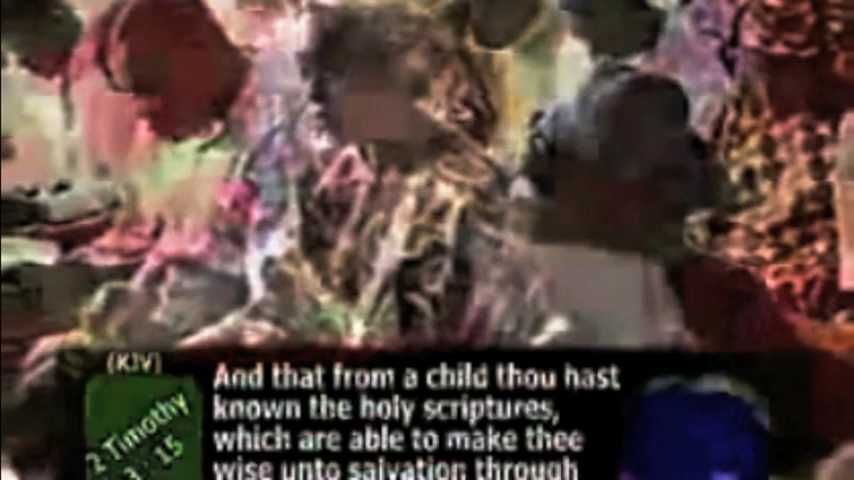 (KJV)
2 Timothy
3:15
And that from a child thou hast
known the holy scriptures,
which are able to make thee
wise unto salvation through